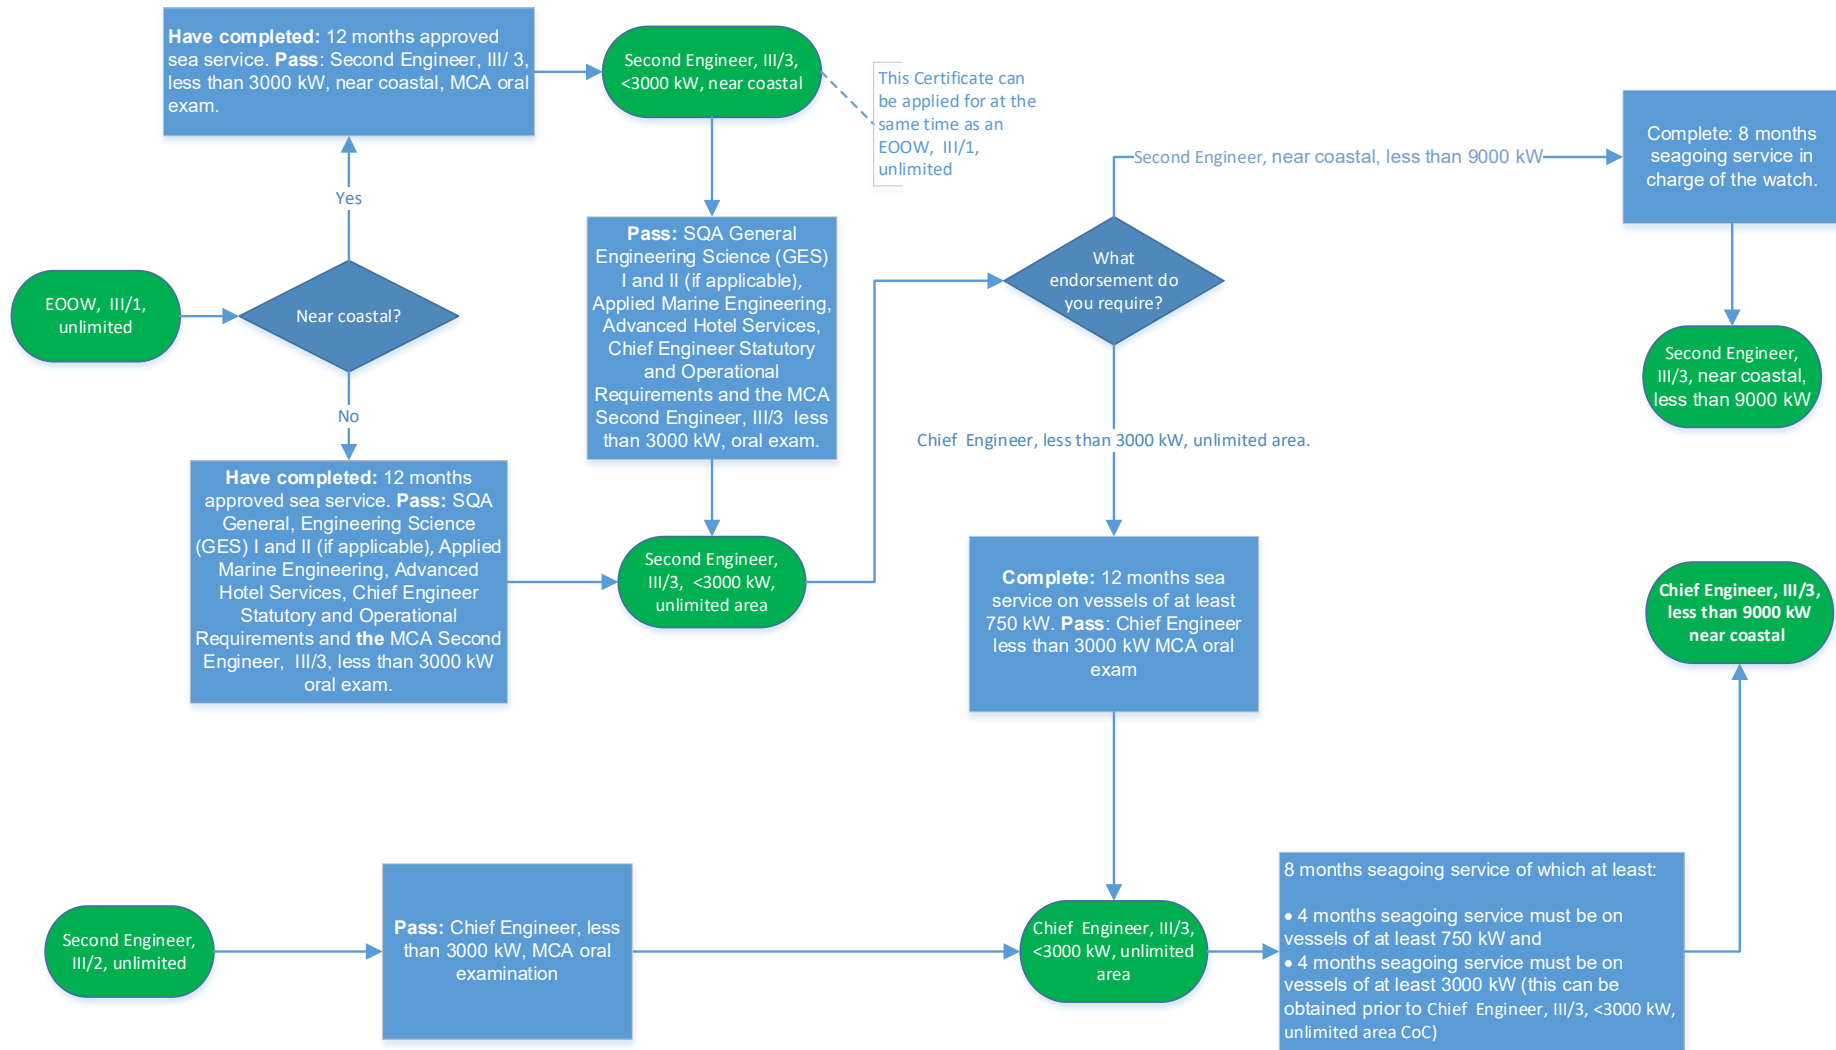 Have completed: 12 months approved
sea service. Pass: Second Engineer, III/ 3,
less than 3000 kW, near coastal, MCA oral
exam.
Second Engineer, III/3,
<3000 kW, near coastal
This Certificate can
be applied for at the
same time as an
EOOW, III/1,
unlimited
Second Engineer, near coastal, less than 9000 kW
Complete: 8 months
seagoing service in
charge of the watch.
Yes
EOOW, III/1,
unlimited
Near coastal?
No
Pass: SQA General
Engineering Science (GES)
I and II (if applicable),
Applied Marine Engineering,
Advanced Hotel Services,
Chief Engineer Statutory
and Operational
Requirements and the MCA
Second Engineer, III/3 less
than 3000 kW, oral exam.
What
endorsement do
you require?
Second Engineer,
III/3, near coastal,
less than 9000 kW
Chief Engineer, less than 3000 kW, unlimited area.
Have completed: 12 months
approved sea service. Pass: SQA
General, Engineering Science
(GES) I and II (if applicable), Applied
Marine Engineering, Advanced
Hotel Services, Chief Engineer
Statutory and Operational
Requirements and the MCA Second
Engineer, III/3, less than 3000 kW
oral exam.
Second Engineer,
III/3, <3000 kW,
unlimited area
Complete: 12 months sea
service on vessels of at least
750 kW. Pass: Chief Engineer
less than 3000 kW MCA oral
exam
Chief Engineer, III/3,
less than 9000 kW
near coastal
Second Engineer,
III/2, unlimited
Pass: Chief Engineer, less
than 3000 kW, MCA oral
examination
Chief Engineer, III/3,
<3000 kW, unlimited
area
8 months seagoing service of which at least:
• 4 months seagoing service must be on
vessels of at least 750 kW and
• 4 months seagoing service must be on
vessels of at least 3000 kW (this can be
obtained prior to Chief Engineer, III/3, <3000 kW,
unlimited area CoC)